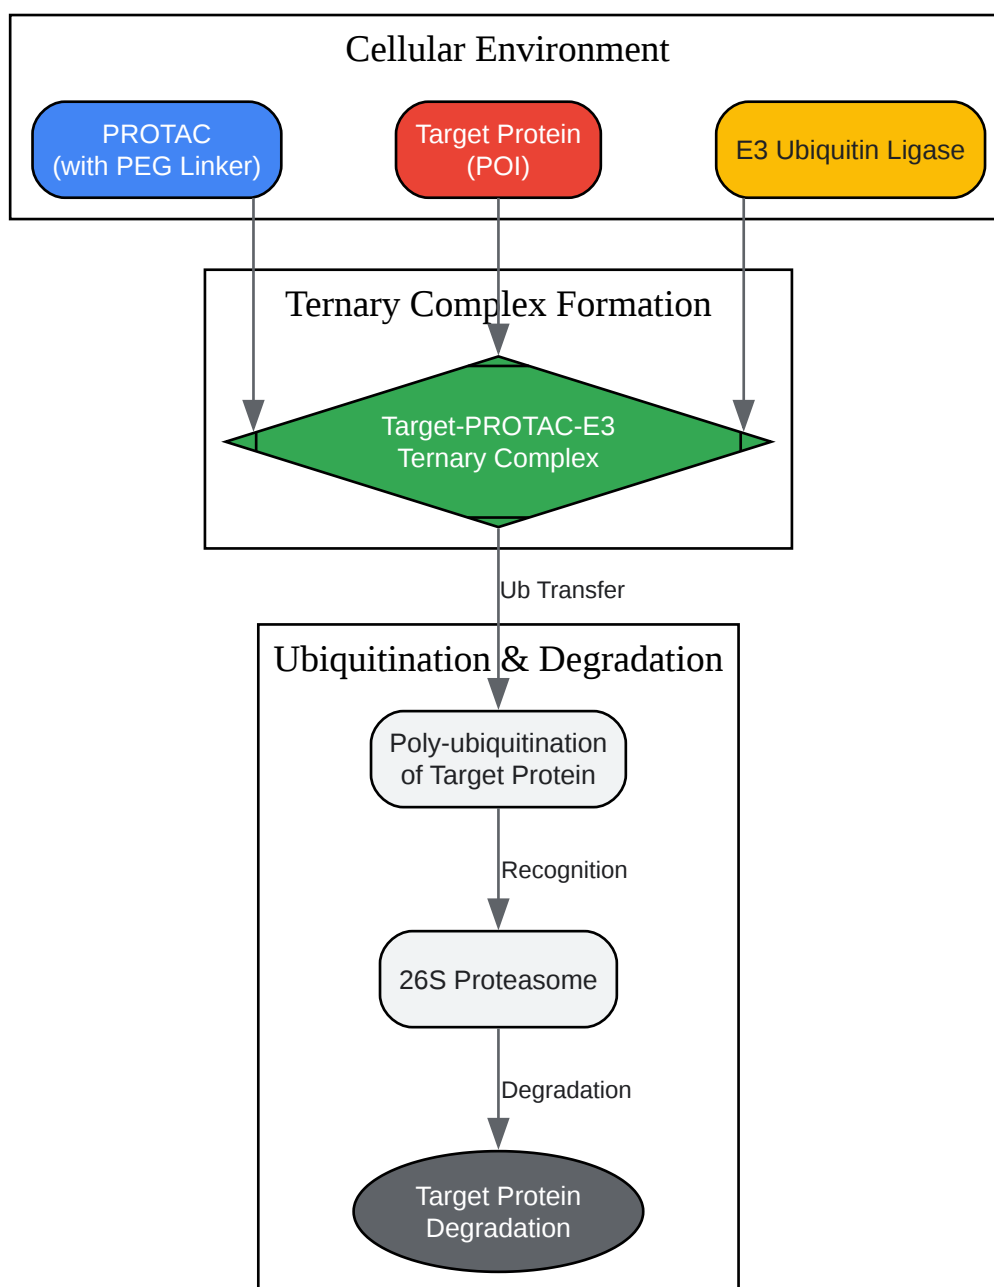 Cellular Environment
PROTAC
(with PEG Linker)
Target Protein
(POI)
E3 Ubiquitin Ligase
Ternary Complex Formation
Target-PROTAC-E3
Ternary Complex
Ub Transfer
Ubiquitination & Degradation
Poly-ubiquitination
of Target Protein
Recognition
26S Proteasome
Degradation
Target Protein
Degradation